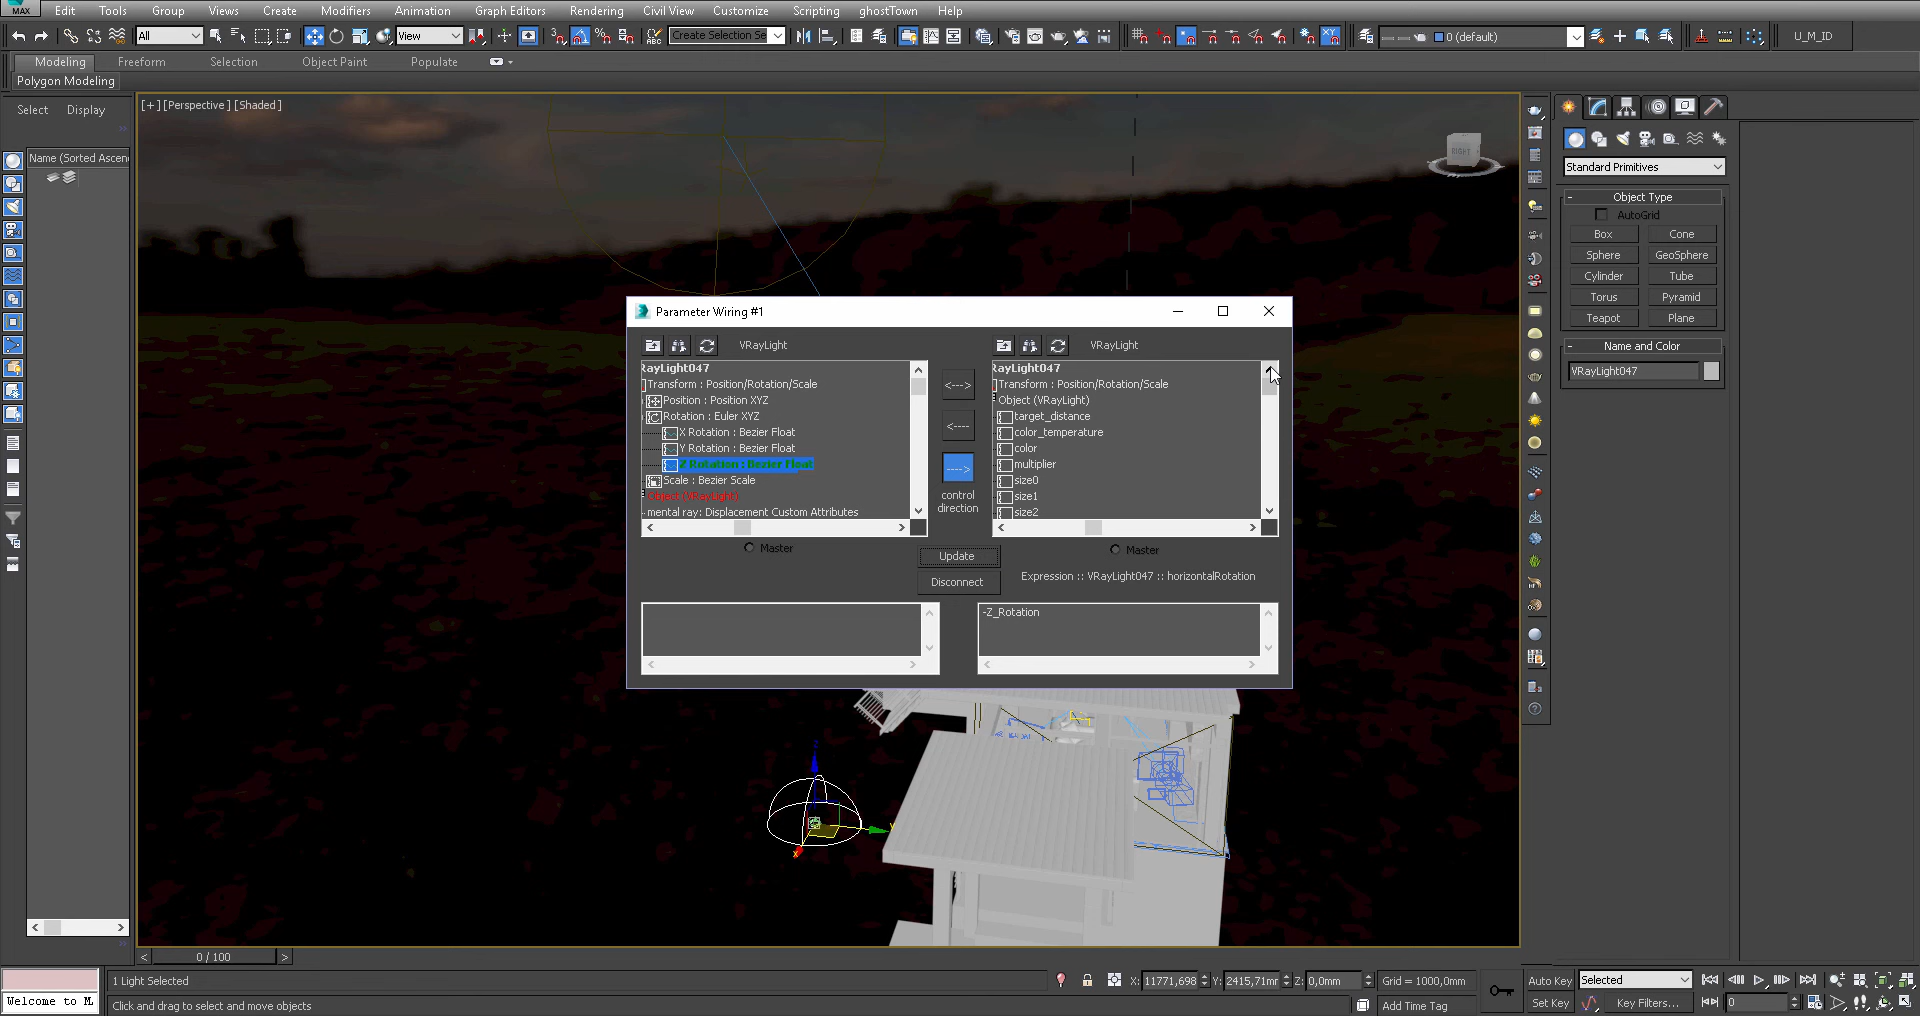 MAX Edit Tools Group Views Create Modifiers Animation Graph Editors Rendering Civil View Customize Scripting ghostTown Help
All View Create Selection Se 0 (default) U_M_ID
Modeling Freeform Selection Object Paint Populate
Polygon Modeling
Select Display
[+] [Perspective ] [Shaded ]
Name (Sorted Ascen
RIGHT
Standard Primitives
- Object Type
AutoGrid
Box Cone
Sphere GeoSphere
Cylinder Tube
Torus Pyramid
Teapot Plane
- Name and Color
VRayLight047
Parameter Wiring #1
VRayLight VRayLight
RayLight047
Transform : Position/Rotation/Scale
Position : Position XYZ
Rotation : Euler XYZ
X Rotation : Bezier Float
Y Rotation : Bezier Float
Z Rotation : Bezier Float
Scale : Bezier Scale
Object (VRayLight)
mental ray: Displacement Custom Attributes
<--->
<----
---->
control
direction
RayLight047
Transform : Position/Rotation/Scale
Object (VRayLight)
target_distance
color_temperature
color
multiplier
size0
size1
size2
Master Master
Update
Disconnect
Expression :: VRayLight047 :: horizontalRotation
-Z_Rotation
z
y
x
< 0 / 100 >
1 Light Selected X: 11771,698 Y: 2415,71mr Z: 0,0mm Grid = 1000,0mm Auto Key Selected
Welcome to M. Click and drag to select and move objects Add Time Tag Set Key Key Filters... 0